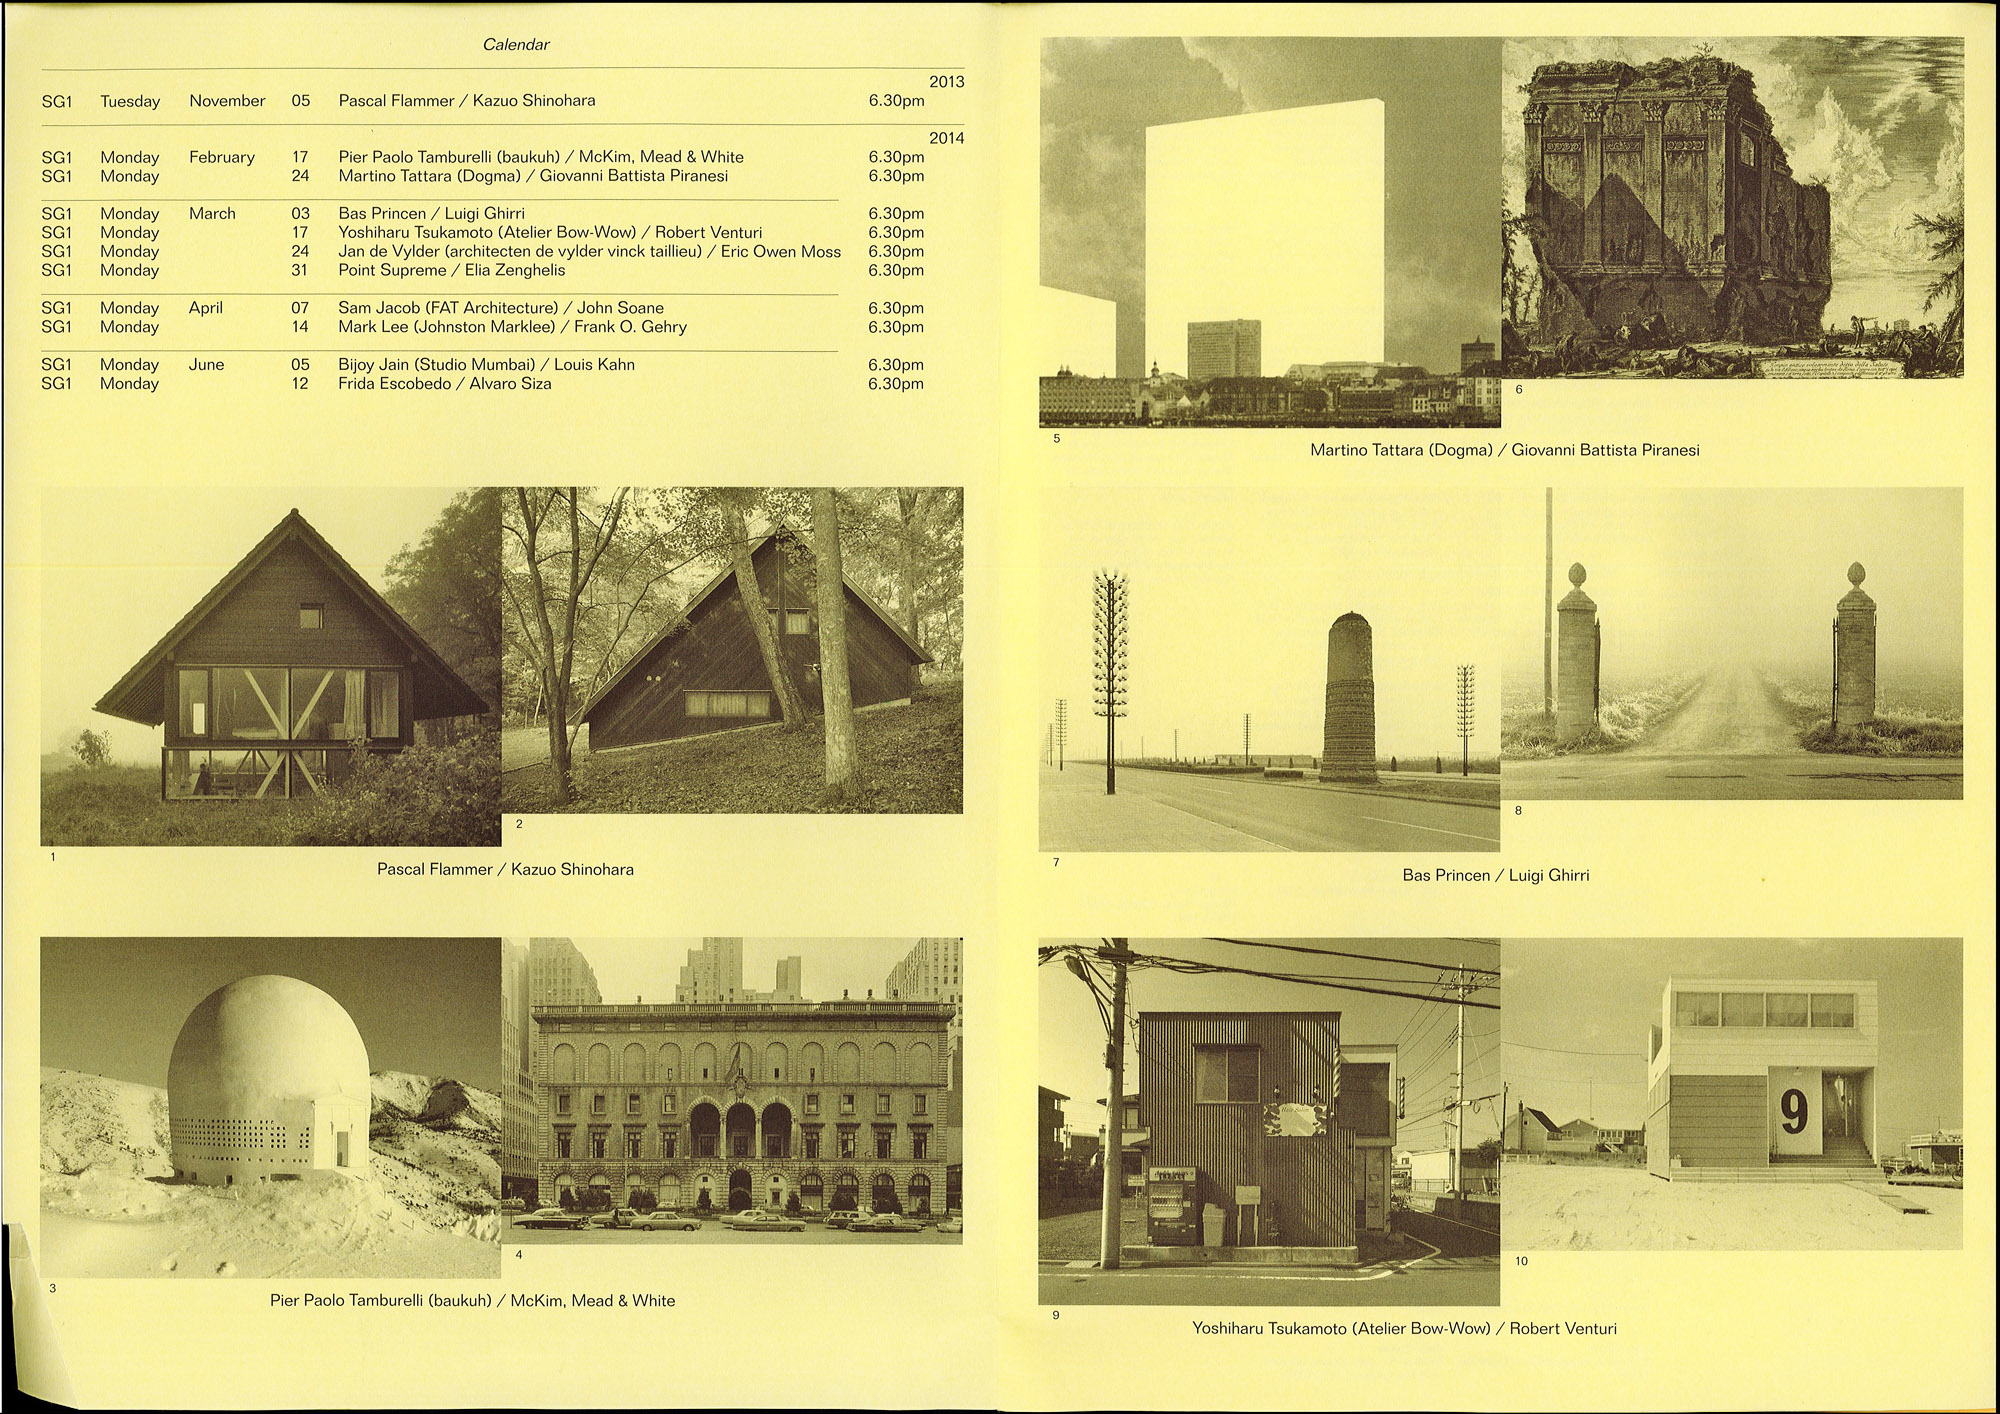 Calendar
2013
SG1 Tuesday November 05 Pascal Flammer / Kazuo Shinohara 6.30pm
2014
SG1 Monday February 17 Pier Paolo Tamburelli (baukuh) / McKim, Mead & White 6.30pm
SG1 Monday 24 Martino Tattara (Dogma) / Giovanni Battista Piranesi 6.30pm
SG1 Monday March 03 Bas Princen / Luigi Ghirri 6.30pm
SG1 Monday 17 Yoshiharu Tsukamoto (Atelier Bow-Wow) / Robert Venturi 6.30pm
SG1 Monday 24 Jan de Vylder (architecten de vylder vinck taillieu) / Eric Owen Moss 6.30pm
SG1 Monday 31 Point Supreme / Elia Zenghelis 6.30pm
SG1 Monday April 07 Sam Jacob (FAT Architecture) / John Soane 6.30pm
SG1 Monday 14 Mark Lee (Johnston Marklee) / Frank O. Gehry 6.30pm
SG1 Monday June 05 Bijoy Jain (Studio Mumbai) / Louis Kahn 6.30pm
SG1 Monday 12 Frida Escobedo / Alvaro Siza 6.30pm
1
2
Pascal Flammer / Kazuo Shinohara
3
4
Pier Paolo Tamburelli (baukuh) / McKim, Mead & White
5
6
Martino Tattara (Dogma) / Giovanni Battista Piranesi
7
8
Bas Princen / Luigi Ghirri
9
9
10
Yoshiharu Tsukamoto (Atelier Bow-Wow) / Robert Venturi